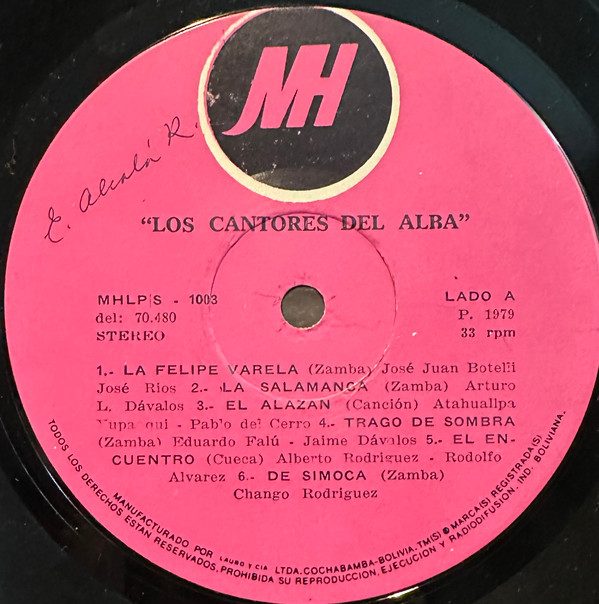 MH
E. Alcalá R.
"LOS CANTORES DEL ALBA"
MHLP/S - 1003
del: 70.480
STEREO
LADO A
P. 1979
33 rpm
1,- LA FELIPE VARELA (Zamba) José Juan Botelli
José Rios 2.- LA SALAMANCA (Zamba) Arturo
L. Dávalos 3.- EL ALAZAN (Canción) Atahuallpa
Yupanqui - Pablo del Cerro 4.- TRAGO DE SOMBRA
(Zamba) Eduardo Falú - Jaime Dávalos 5.- EL EN-
CUENTRO (Cueca) Alberto Rodriguez - Rodolfo
Alvarez 6.- DE SIMOCA (Zamba)
Chango Rodriguez
MANUFACTURADO POR LAURO Y CIA LTDA. COCHABAMBA-BOLIVIA. TM(S) ® MARCA(S) REGISTRADA(S)
TODOS LOS DERECHOS ESTAN RESERVADOS. PROHIBIDA SU REPRODUCCION, EJECUCION Y RADIODIFUSION. IND. BOLIVIANA.